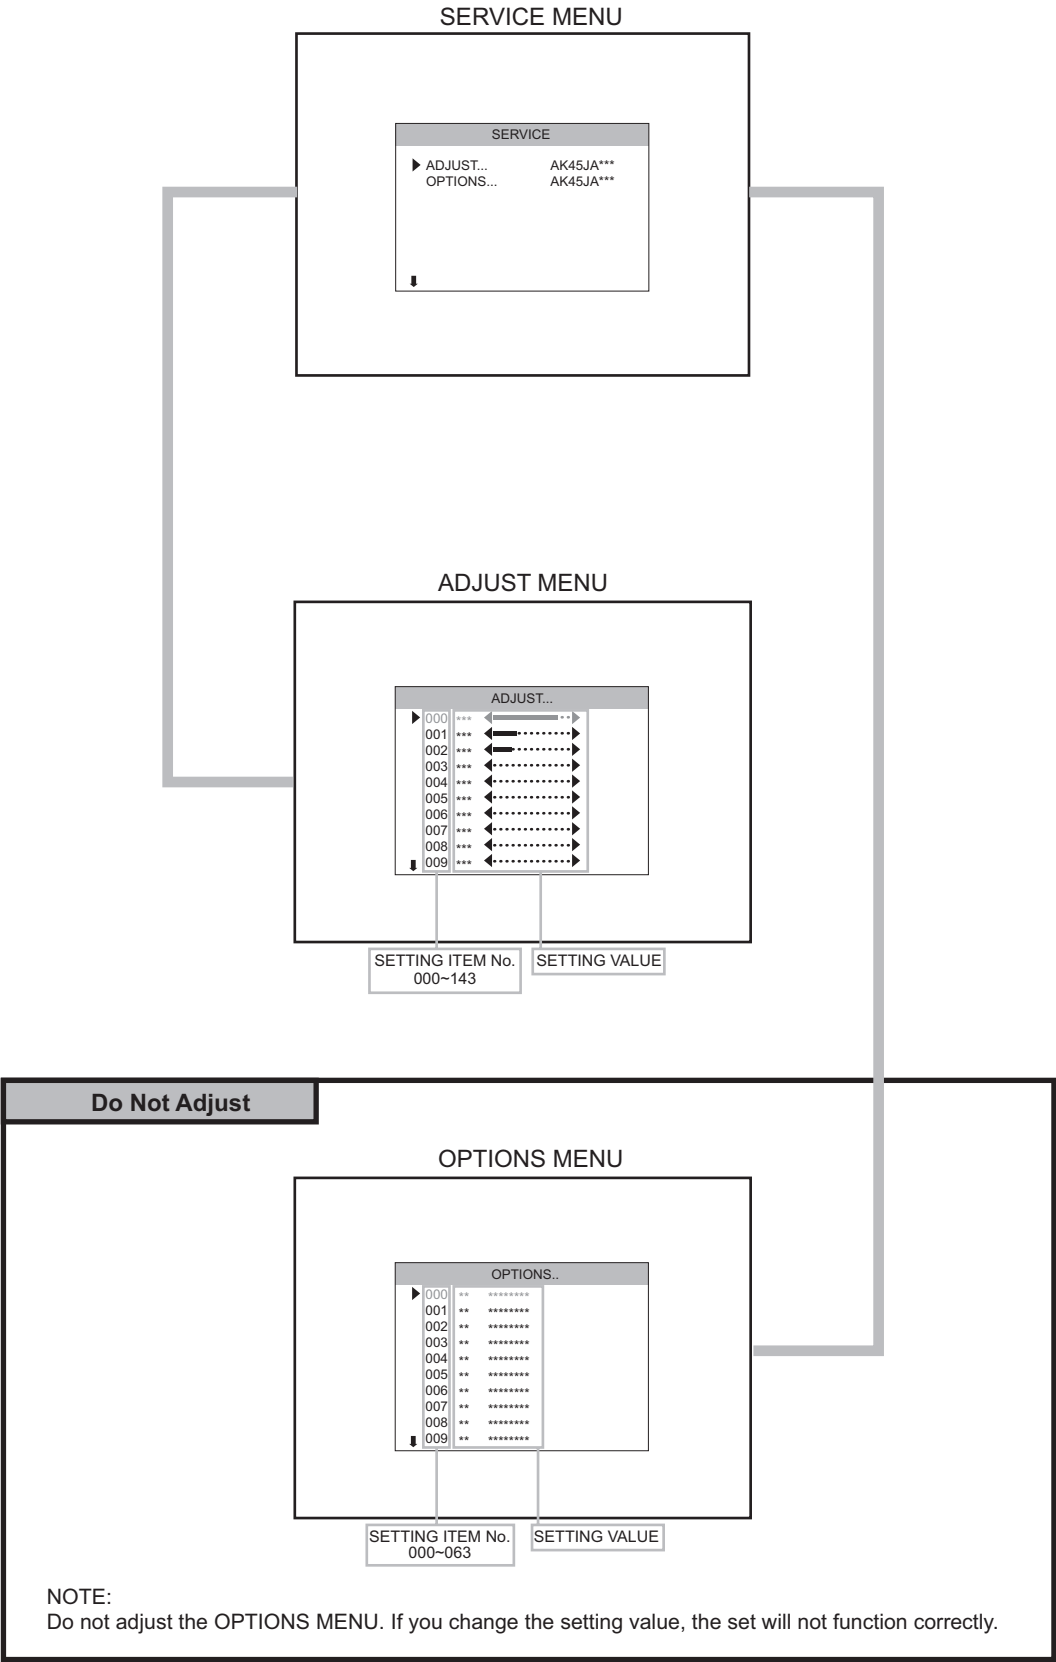 SERVICE MENU
SERVICE
ADJUST... AK45JA***
OPTIONS... AK45JA***
ADJUST MENU
ADJUST...
000 ***
001 ***
002 ***
003 ***
004 ***
005 ***
006 ***
007 ***
008 ***
009 ***
SETTING ITEM No. SETTING VALUE
000~143
Do Not Adjust
OPTIONS MENU
OPTIONS..
000 ** ********
001 ** ********
002 ** ********
003 ** ********
004 ** ********
005 ** ********
006 ** ********
007 ** ********
008 ** ********
009 ** ********
SETTING ITEM No. SETTING VALUE
000~063
NOTE:
Do not adjust the OPTIONS MENU. If you change the setting value, the set will not function correctly.